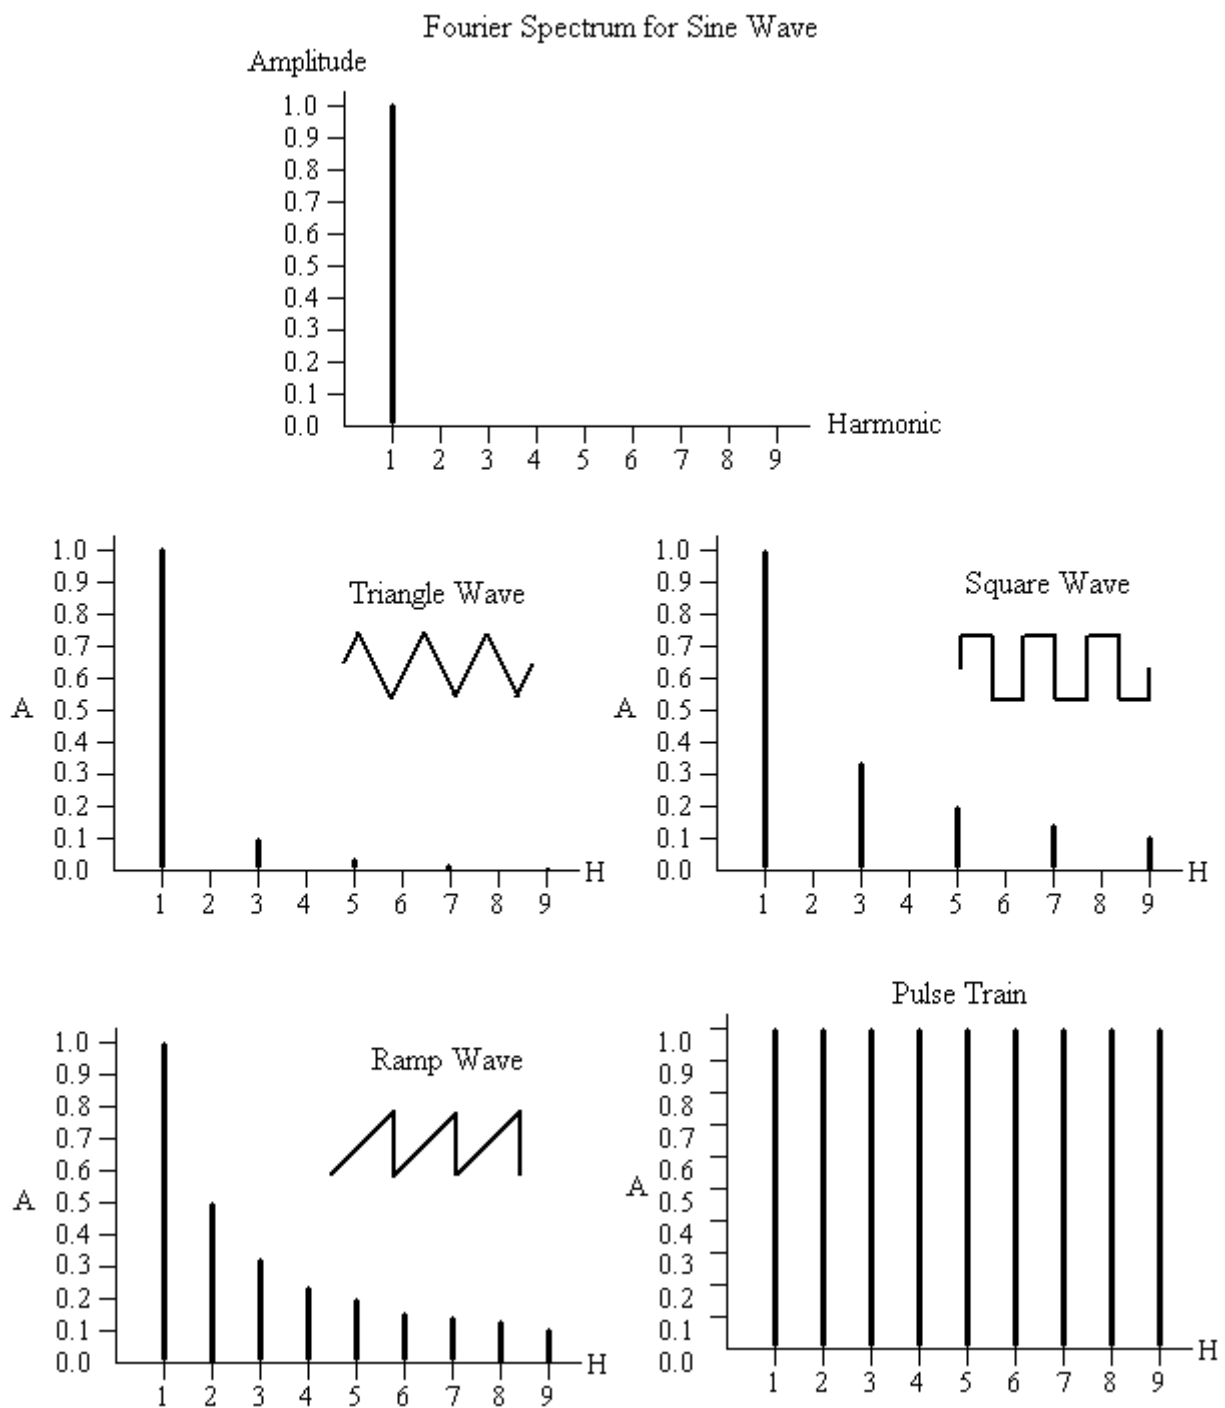 Fourier Spectrum for Sine Wave
Amplitude
1.0
0.9
0.8
0.7
0.6
0.5
0.4
0.3
0.2
0.1
0.0
Harmonic
1 2 3 4 5 6 7 8 9
Triangle Wave
A
1.0
0.9
0.8
0.7
0.6
0.5
0.4
0.3
0.2
0.1
0.0
H
1 2 3 4 5 6 7 8 9
Square Wave
A
1.0
0.9
0.8
0.7
0.6
0.5
0.4
0.3
0.2
0.1
0.0
H
1 2 3 4 5 6 7 8 9
Ramp Wave
A
1.0
0.9
0.8
0.7
0.6
0.5
0.4
0.3
0.2
0.1
0.0
H
1 2 3 4 5 6 7 8 9
Pulse Train
A
1.0
0.9
0.8
0.7
0.6
0.5
0.4
0.3
0.2
0.1
0.0
H
1 2 3 4 5 6 7 8 9